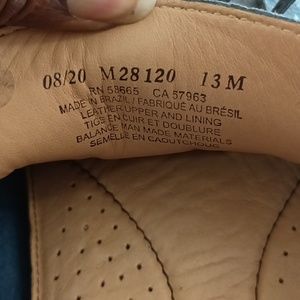 08/20 M28120 13 M
RN 58665 CA 57963
MADE IN BRAZIL / FABRIQUÉ AU BRÉSIL
LEATHER UPPER AND LINING
TIGE EN CUIR ET DOUBLURE
BALANCE MAN MADE MATERIALS
SEMELLE EN CAOUTCHOUC